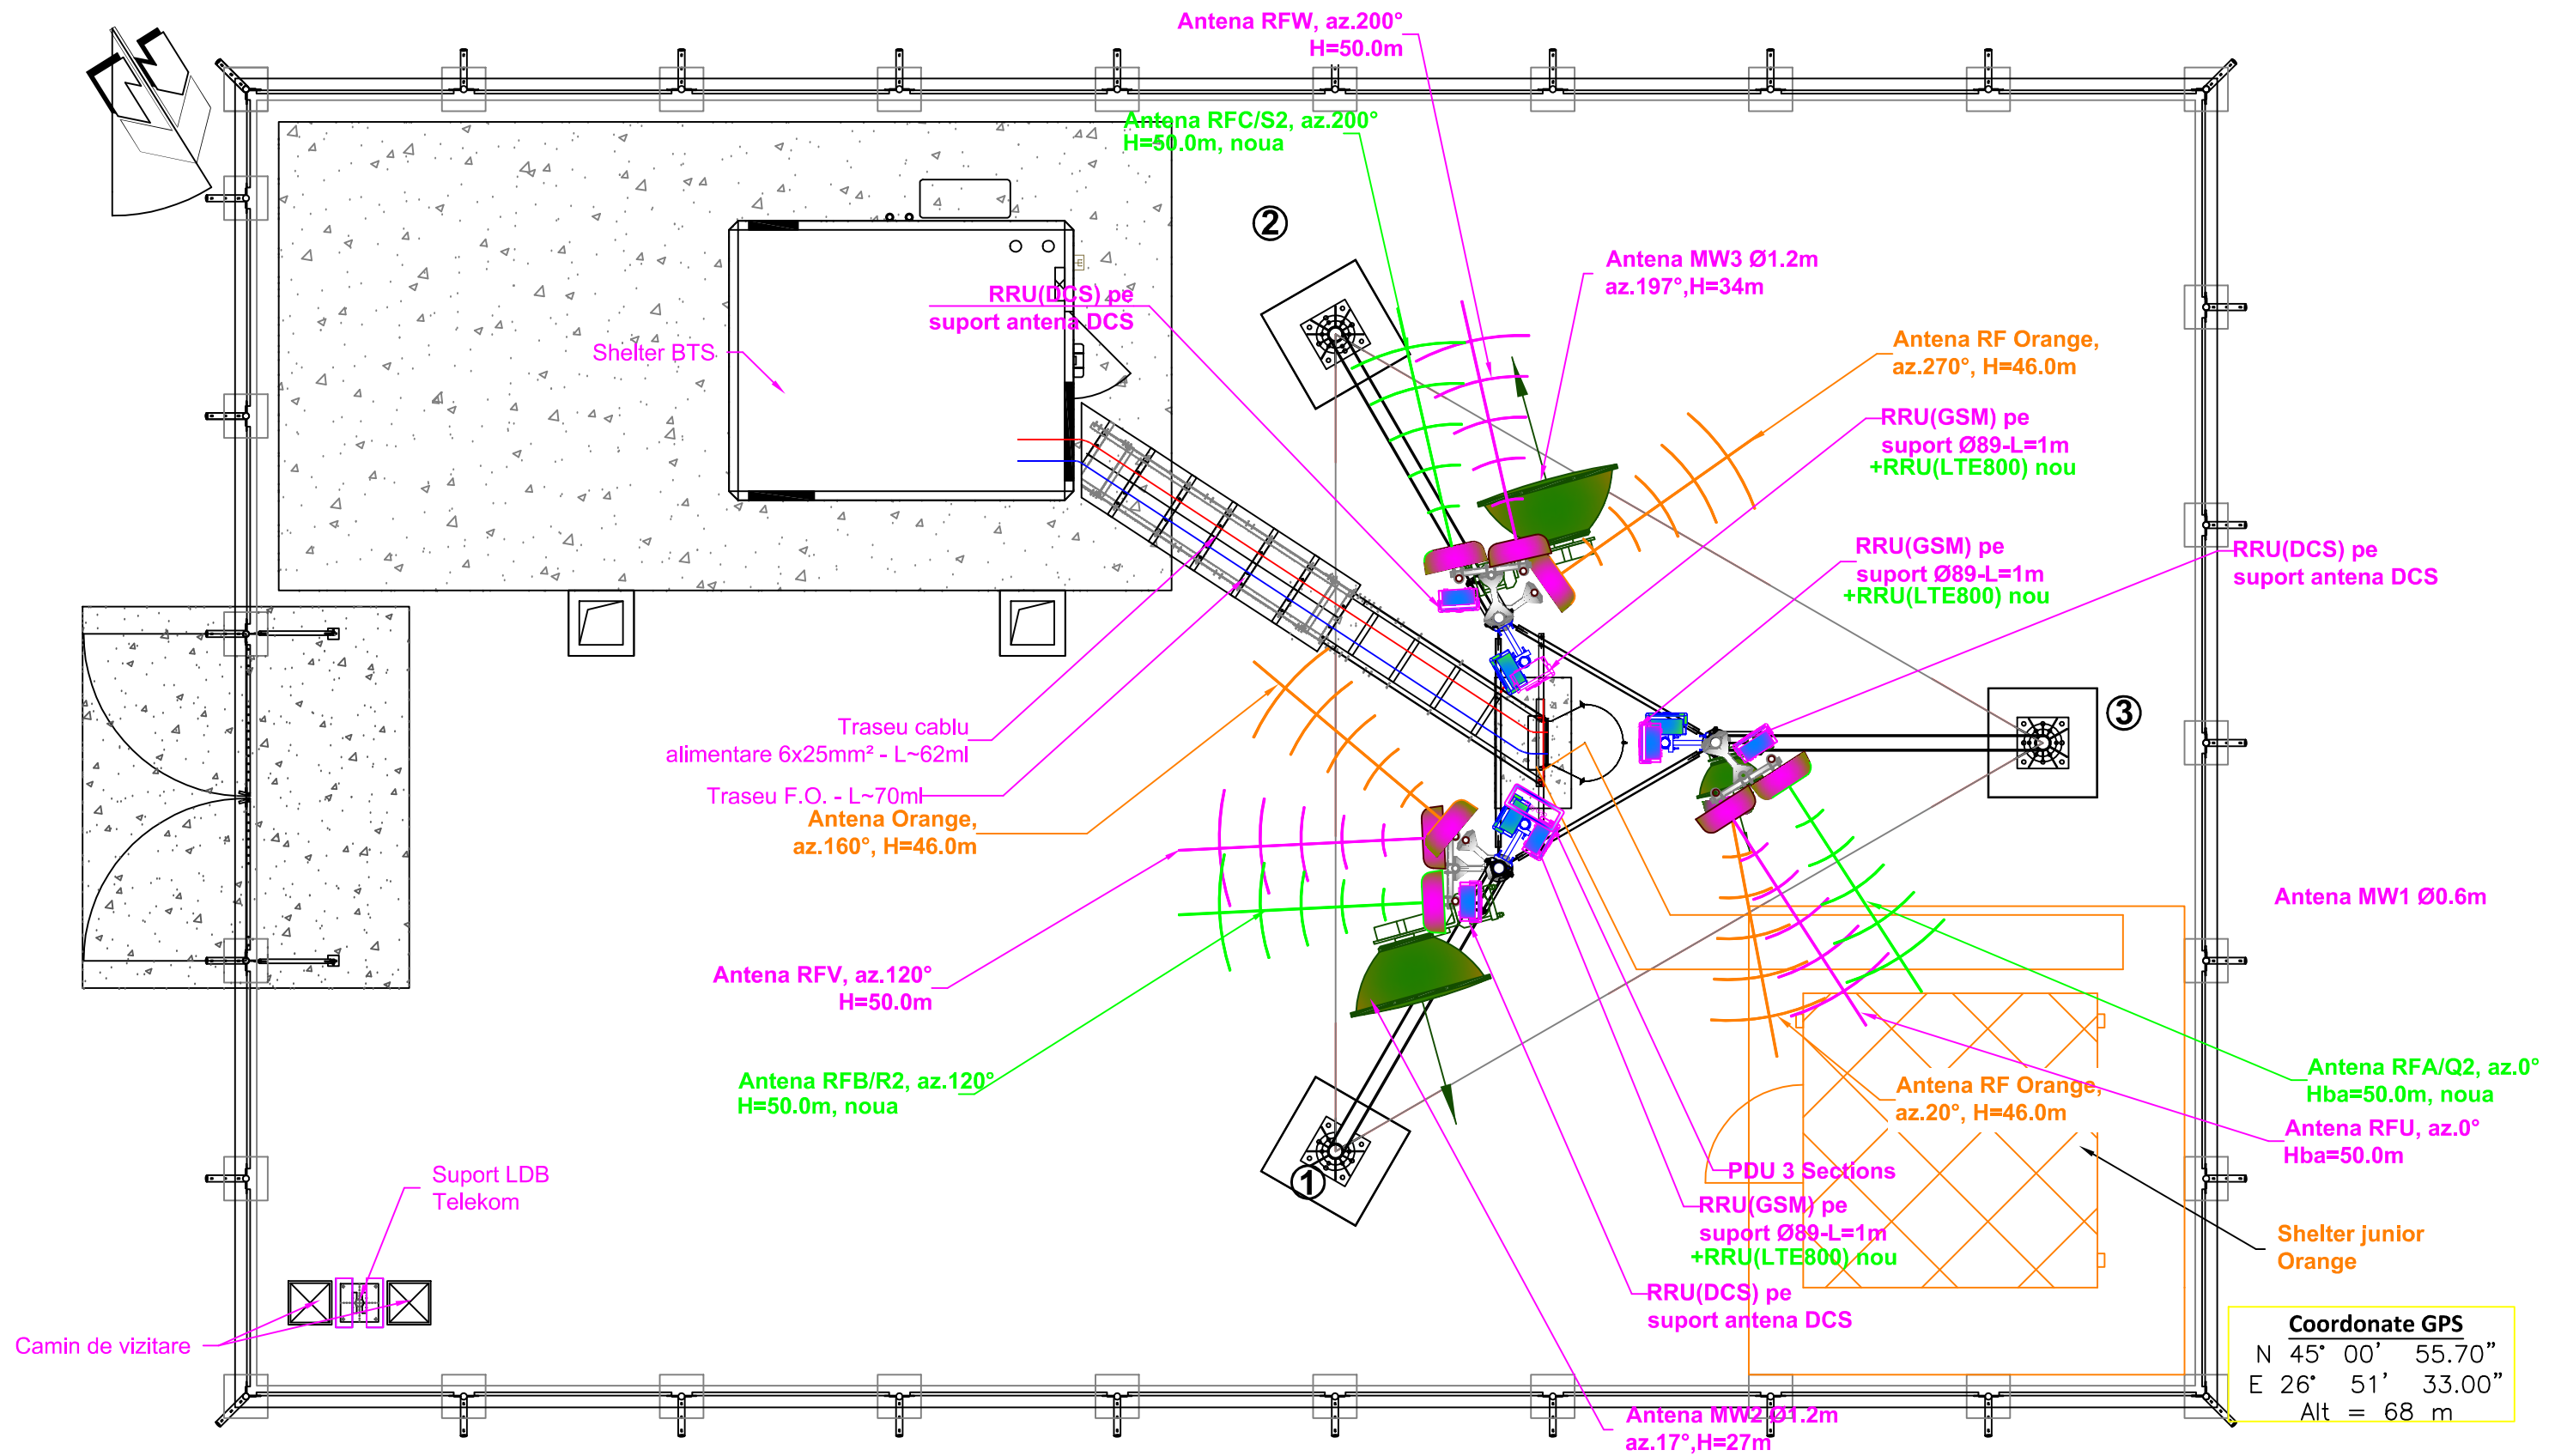 Antena RFW, az.200°
H=50.0m
Antena RFC/S2, az.200°
H=50.0m, noua
2
Antena MW3 Ø1.2m
az.197°,H=34m
RRU(DCS) pe
suport antena DCS
Shelter BTS
Antena RF Orange,
az.270°, H=46.0m
RRU(GSM) pe
suport Ø89-L=1m
+RRU(LTE800) nou
RRU(GSM) pe
suport Ø89-L=1m
+RRU(LTE800) nou
RRU(DCS) pe
suport antena DCS
3
Traseu cablu
alimentare 6x25mm² - L~62ml
Traseu F.O. - L~70ml
Antena Orange,
az.160°, H=46.0m
Antena MW1 Ø0.6m
Antena RFV, az.120°
H=50.0m
Antena RFB/R2, az.120°
H=50.0m, noua
Antena RFA/Q2, az.0°
Hba=50.0m, noua
Antena RF Orange,
az.20°, H=46.0m
Antena RFU, az.0°
Hba=50.0m
1
PDU 3 Sections
RRU(GSM) pe
suport Ø89-L=1m
+RRU(LTE800) nou
Suport LDB
Telekom
Shelter junior
Orange
RRU(DCS) pe
suport antena DCS
Camin de vizitare
Coordonate GPS
N 45° 00' 55.70"
E 26° 51' 33.00"
Alt = 68 m
Antena MW2 Ø1.2m
az.17°,H=27m